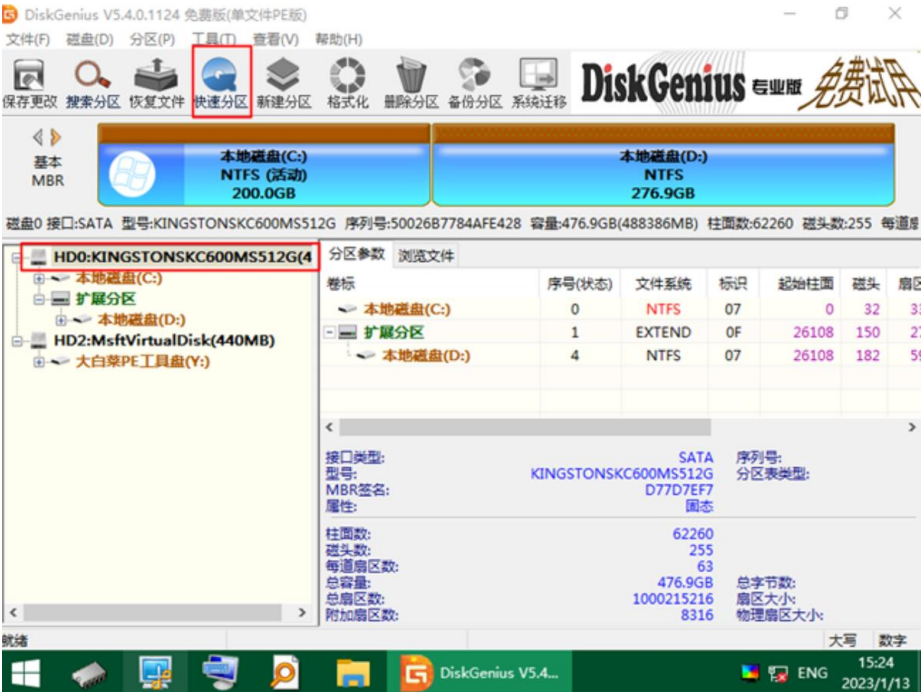 DiskGenius V5.4.0.1124 免费版(单文件PE版)
文件(F) 磁盘(D) 分区(P) 工具(T) 查看(V) 帮助(H)
保存更改 搜索分区 恢复文件 快速分区 新建分区 格式化 删除分区 备份分区 系统迁移 DiskGenius 专业版 免费试用
基本
MBR
本地磁盘(C:)
NTFS (活动)
200.0GB
本地磁盘(D:)
NTFS
276.9GB
磁盘0 接口:SATA 型号:KINGSTONSKC600MS512G 序列号:50026B7784AFE428 容量:476.9GB(488386MB) 柱面数:62260 磁头数:255 每道扇
HD0:KINGSTONSKC600MS512G(4
本地磁盘(C:)
扩展分区
本地磁盘(D:)
HD2:MsftVirtualDisk(440MB)
大白菜PE工具盘(Y:)
分区参数 浏览文件
卷标 序号(状态) 文件系统 标识 起始柱面 磁头 扇区
本地磁盘(C:) 0 NTFS 07 0 32 33
扩展分区 1 EXTEND 0F 26108 150 27
本地磁盘(D:) 4 NTFS 07 26108 182 59
接口类型: SATA 序列号:
型号: KINGSTONSKC600MS512G 分区表类型:
MBR签名: D77D7EF7
属性: 固态
柱面数: 62260
磁头数: 255
每道扇区数: 63
总容量: 476.9GB 总字节数:
总扇区数: 1000215216 扇区大小:
附加扇区数: 8316 物理扇区大小:
就绪 大写 数字
DiskGenius V5.4... ENG 15:24
2023/1/13